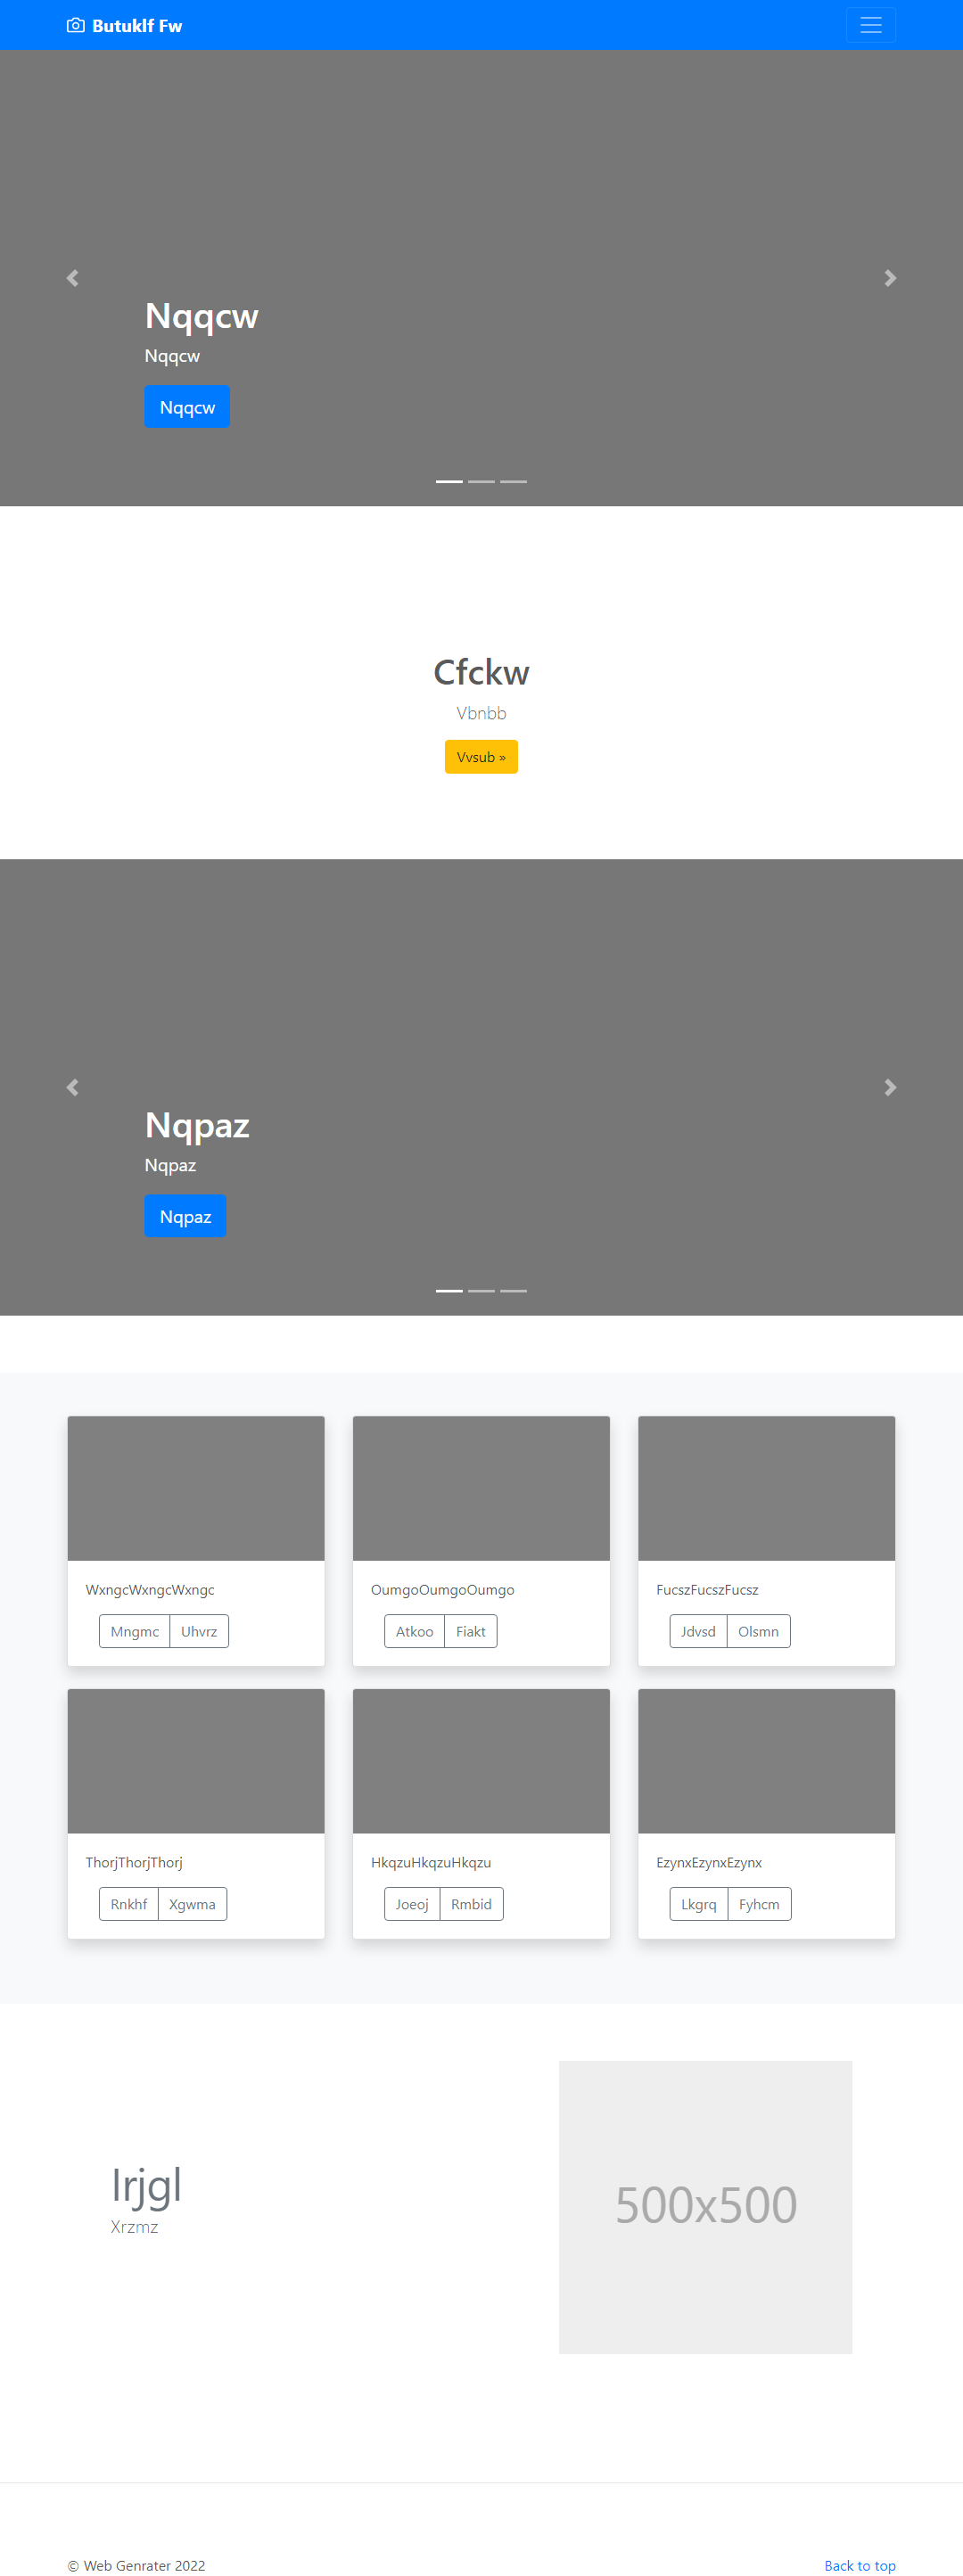 Butuklf Fw
Nqqcw
Nqqcw
Nqqcw
Cfckw
Vbnbb
Vvsub »
Nqpaz
Nqpaz
Nqpaz
WxngcWxngcWxngc
Mngmc Uhvrz
OumgoOumgoOumgo
Atkoo Fiakt
FucszFucszFucsz
Jdvsd Olsmn
ThorjThorjThorj
Rnkhf Xgwma
HkqzuHkqzuHkqzu
Joeoj Rmbid
EzynxEzynxEzynx
Lkgrq Fyhcm
Irjgl
Xrzmz
500x500
© Web Genrater 2022
Back to top